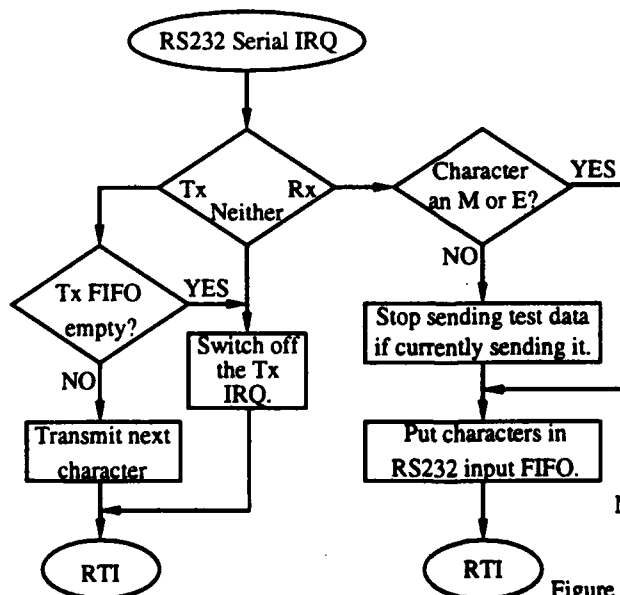 RS232 Serial IRQ
Tx
Rx
Neither
Character
an M or E?
YES
NO
Tx FIFO
empty?
YES
NO
Switch off
the Tx
IRQ.
Stop sending test data
if currently sending it.
Transmit next
character
Put characters in
RS232 input FIFO.
RTI
RTI
Figure